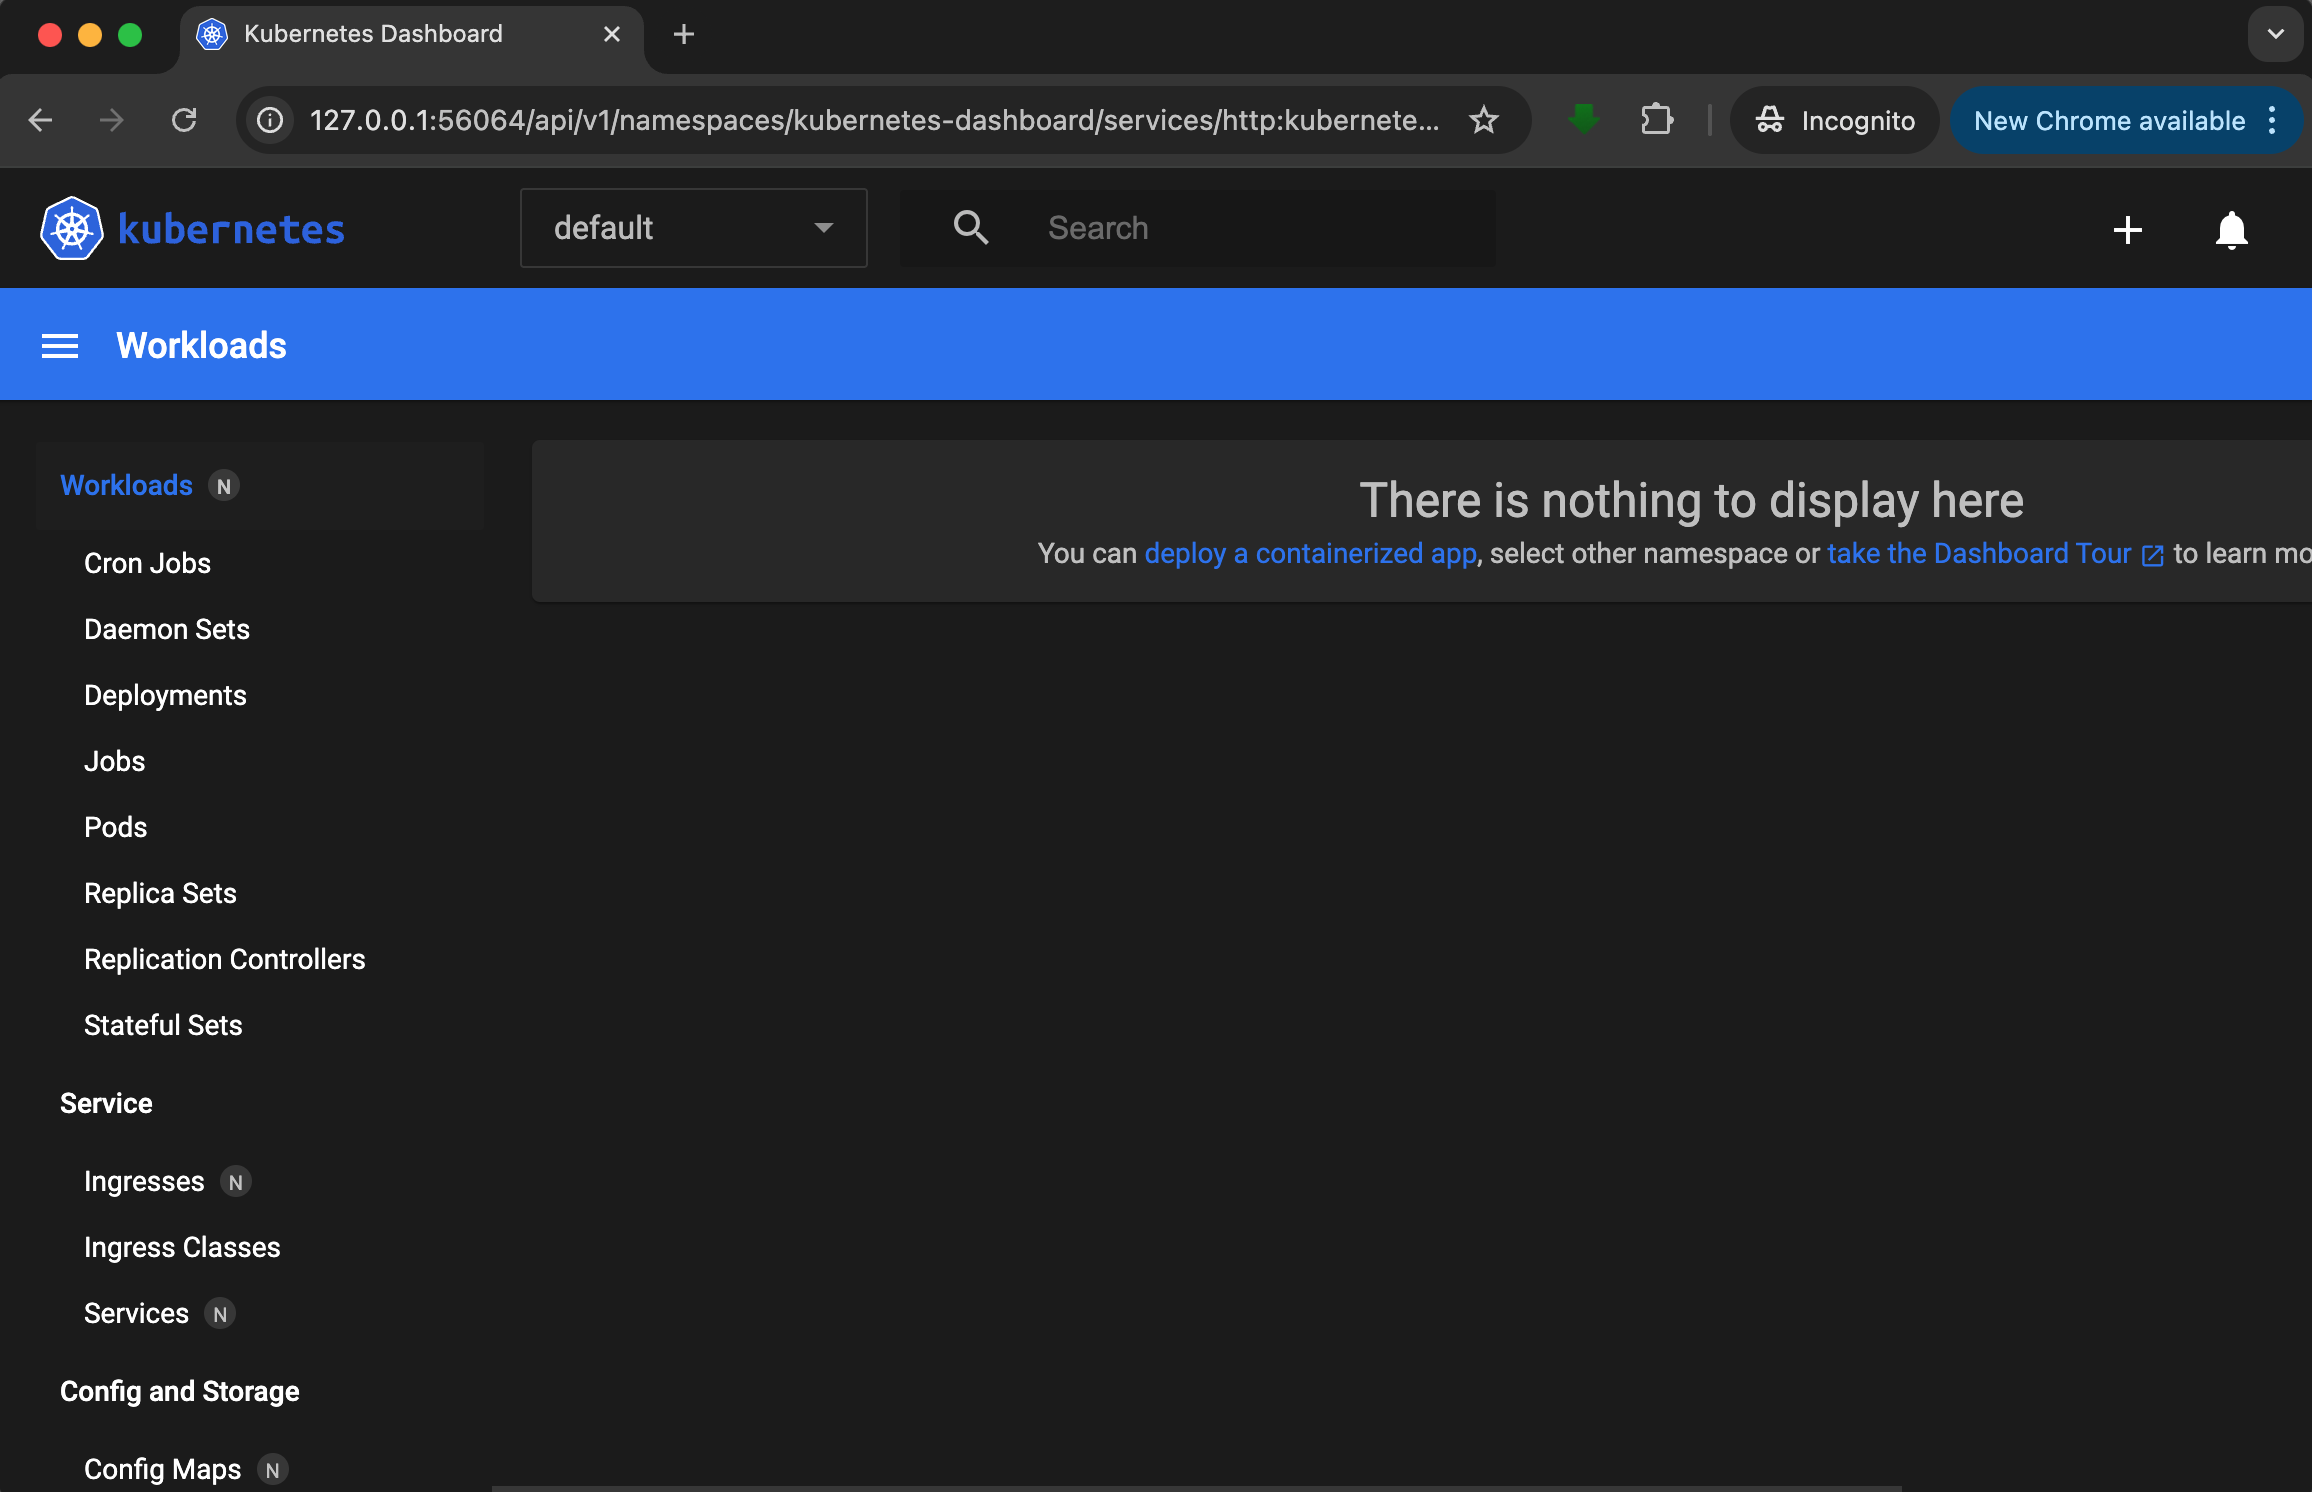 Kubernetes Dashboard
127.0.0.1:56064/api/v1/namespaces/kubernetes-dashboard/services/http:kubernete...
Incognito
New Chrome available
kubernetes
default
Search
Workloads
Workloads N
There is nothing to display here
You can deploy a containerized app, select other namespace or take the Dashboard Tour to learn mo
Cron Jobs
Daemon Sets
Deployments
Jobs
Pods
Replica Sets
Replication Controllers
Stateful Sets
Service
Ingresses N
Ingress Classes
Services N
Config and Storage
Config Maps N